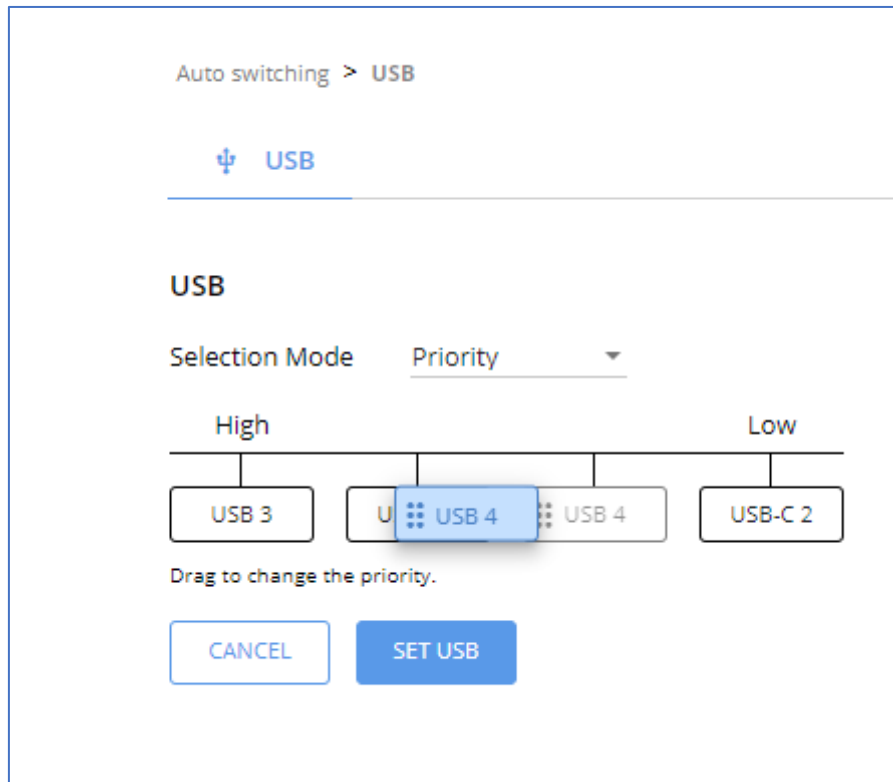 Auto switching > USB
USB
USB
Selection Mode Priority
High Low
USB 3 USB 4 USB 4 USB-C 2
Drag to change the priority.
CANCEL SET USB